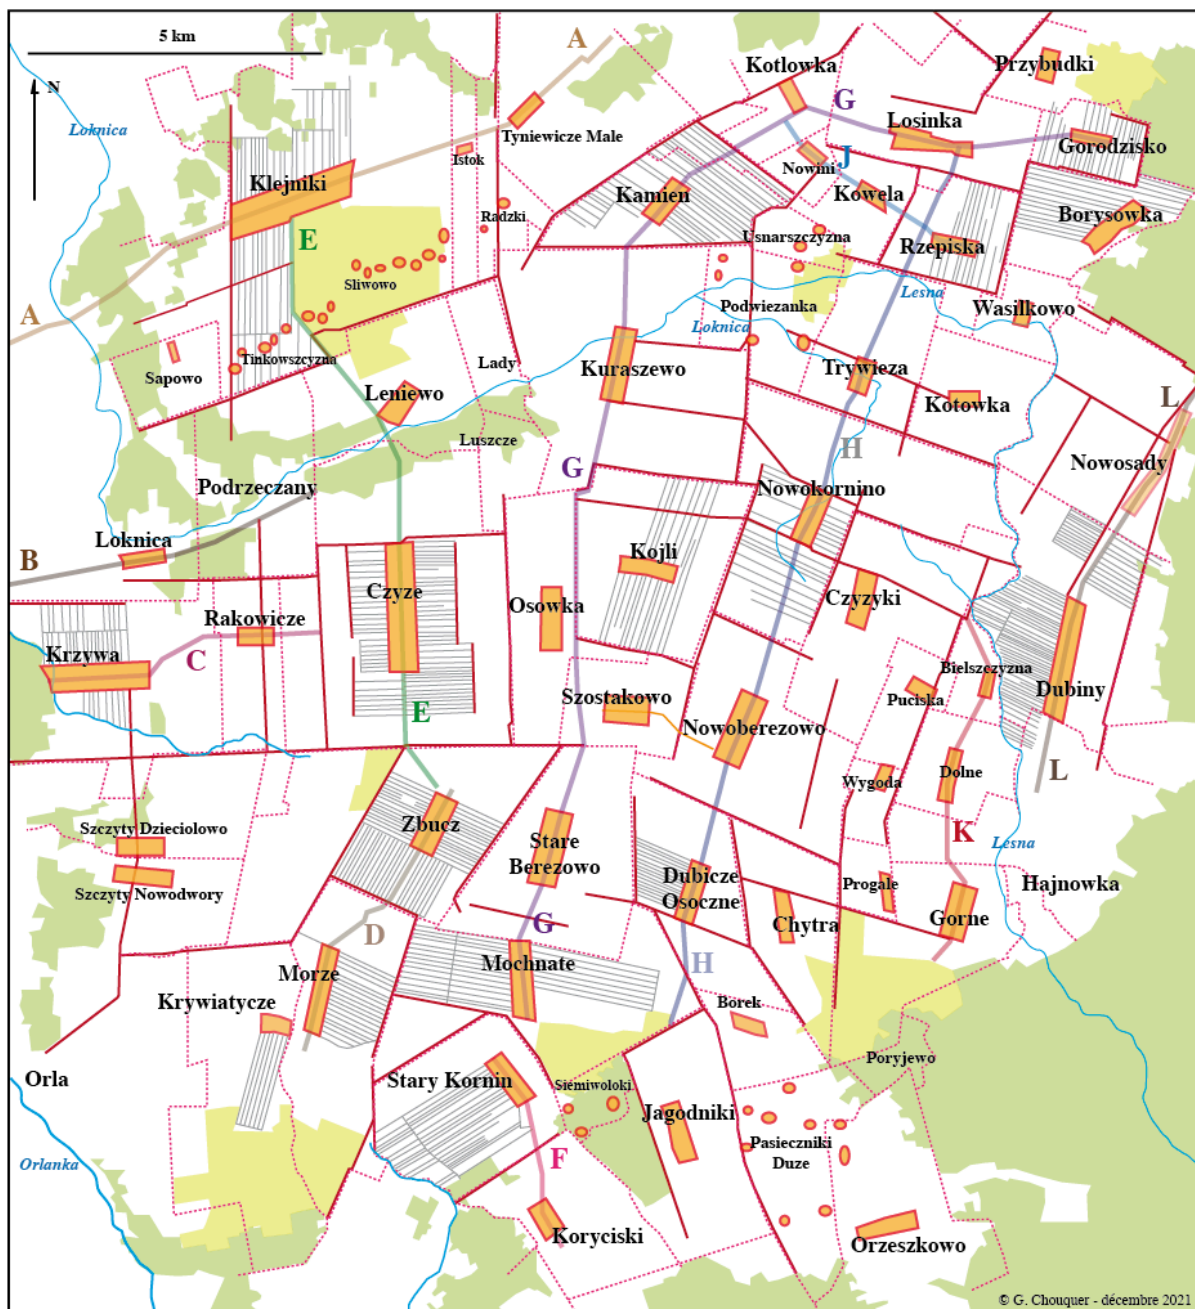 5 km
N
A
Kotlowka
Przybudki
G
Losinka
Loknica
Tyniewicze Male
Gorodzisko
Istok
J
Nowini
Klejniki
Kamien
Kowela
Radzki
Borysowka
E
Usnarszczyzna
Rzepiska
Sliwowo
Lesna
A
Podwiezanka
Wasilkowo
Loknica
Tinkowszcyzna
Sapowo
Lady
Kuraszewo
Trywieza
Leniewo
L
Kotowka
Luszcze
H
G
Nowosady
Podrzeczany
Nowokornino
Loknica
Kojli
B
Czyze
Osowka
Czyzyki
Rakowicze
Krzywa
C
Bielszczyzna
Szostakowo
Puciska
Dubiny
E
Nowoberezowo
L
Wygoda
Dolne
Zbucz
Szczyty Dzieciolowo
K
Stare
Berezowo
Lesna
Dubicze
Osoczne
Szczyty Nowodwory
Progale
Hajnowka
D
G
Chytra
Gorne
H
Mochnate
Morze
Krywiatycze
Borek
Poryjewo
Orla
Stary Kornin
Siemiwoloki
Jagodniki
Pasieczniki
Duze
Orlanka
F
Koryciski
Orzeszkowo
© G. Chouquer - décembre 2021